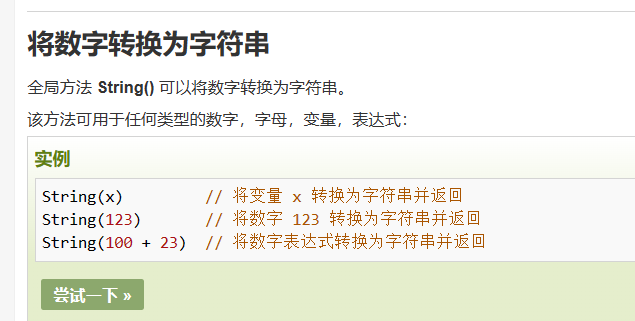 将数字转换为字符串
全局方法 String() 可以将数字转换为字符串。
该方法可用于任何类型的数字，字母，变量，表达式：
实例
String(x)         // 将变量 x 转换为字符串并返回
String(123)       // 将数字 123 转换为字符串并返回
String(100 + 23)  // 将数字表达式转换为字符串并返回
尝试一下 »